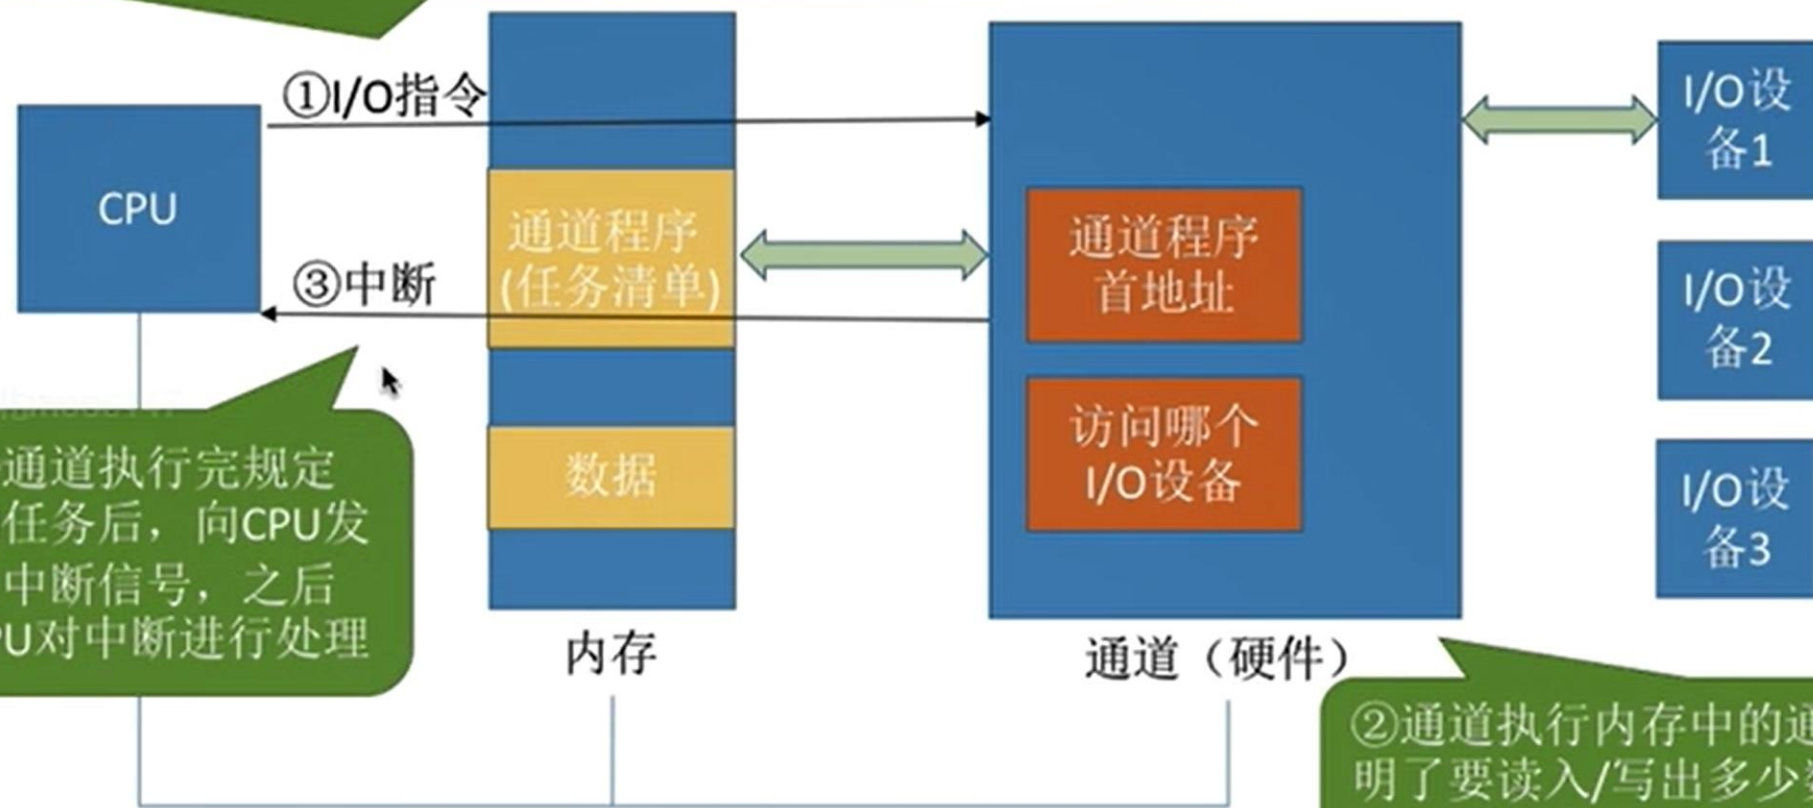 ①I/O指令
CPU
通道程序
(任务清单)
③中断
数据
内存
通道程序
首地址
访问哪个
I/O设备
通道（硬件）
I/O设
备1
I/O设
备2
I/O设
备3
通道执行完规定
任务后，向CPU发
中断信号，之后
PU对中断进行处理
②通道执行内存中的通
明了要读入/写出多少数